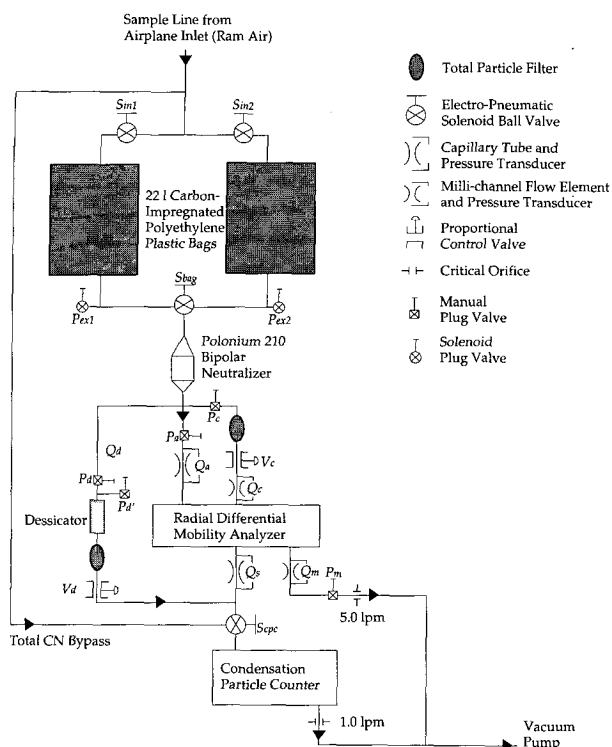 Sample Line from
Airplane Inlet (Ram Air)
Sin1
Sin2
22 l Carbon-
Impregnated
Polyethylene
Plastic Bags
Sbag
Pex1
Pex2
Polonium 210
Bipolar
Neutralizer
Pc
Qd
Pa
Qa
Vc
Qc
Pd
Pd'
Dessicator
Radial Differential
Mobility Analyzer
Vd
Qs
Qm
Pm
5.0 lpm
Total CN Bypass
Scpc
Condensation
Particle Counter
1.0 lpm
Vacuum
Pump
Total Particle Filter
Electro-Pneumatic
Solenoid Ball Valve
Capillary Tube and
Pressure Transducer
Milli-channel Flow Element
and Pressure Transducer
Proportional
Control Valve
Critical Orifice
Manual
Plug Valve
Solenoid
Plug Valve